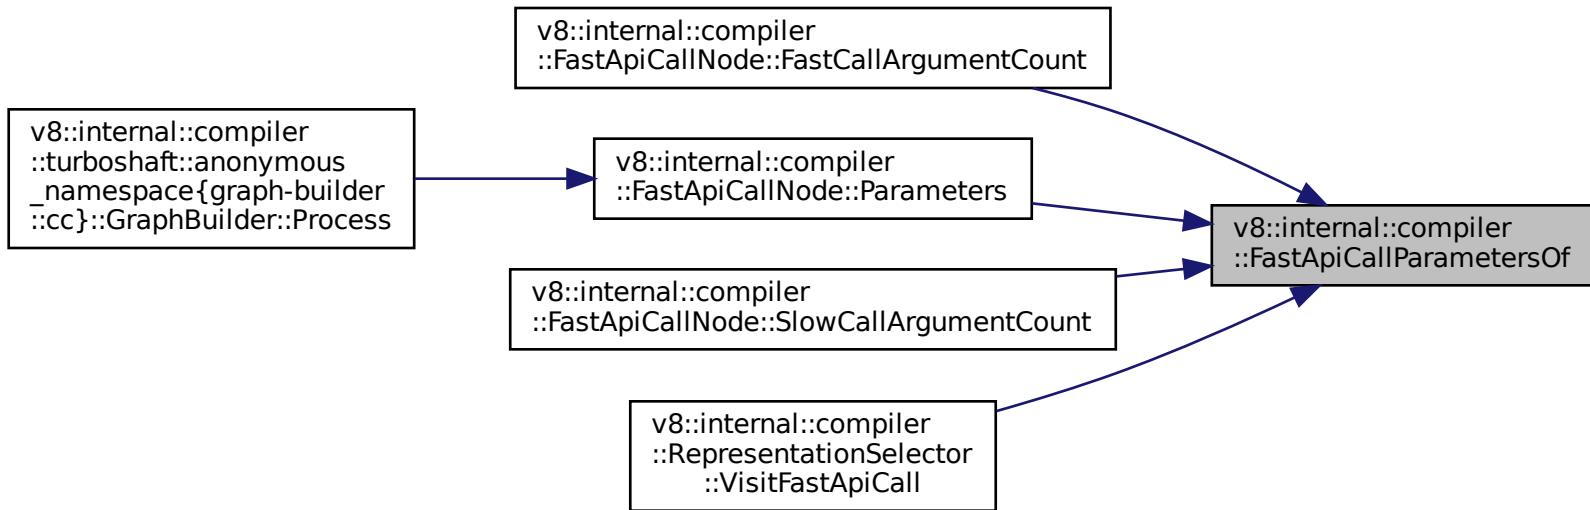 v8::internal::compiler
::FastApiCallNode::FastCallArgumentCount
v8::internal::compiler
::turboshaft::anonymous
_namespace{graph-builder
::cc}::GraphBuilder::Process
v8::internal::compiler
::FastApiCallNode::Parameters
v8::internal::compiler
::FastApiCallParametersOf
v8::internal::compiler
::FastApiCallNode::SlowCallArgumentCount
v8::internal::compiler
::RepresentationSelector
::VisitFastApiCall